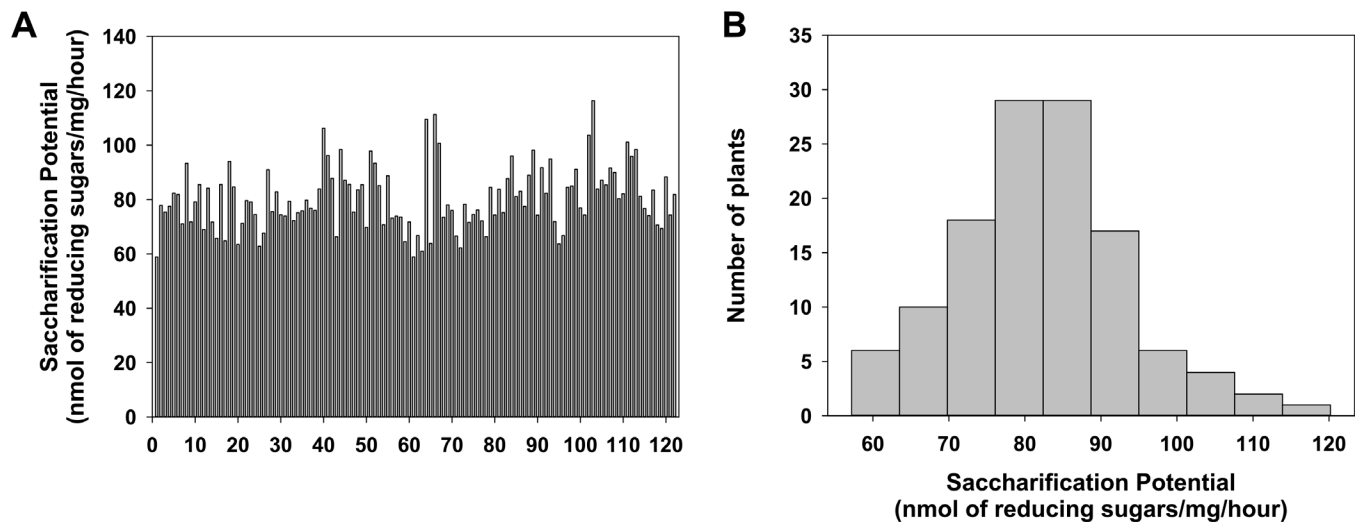 A
Saccharification Potential
(nmol of reducing sugars/mg/hour)
140
120
100
80
60
40
20
0
0 10 20 30 40 50 60 70 80 90 100 110 120
B
Number of plants
35
30
25
20
15
10
5
0
60 70 80 90 100 110 120
Saccharification Potential
(nmol of reducing sugars/mg/hour)